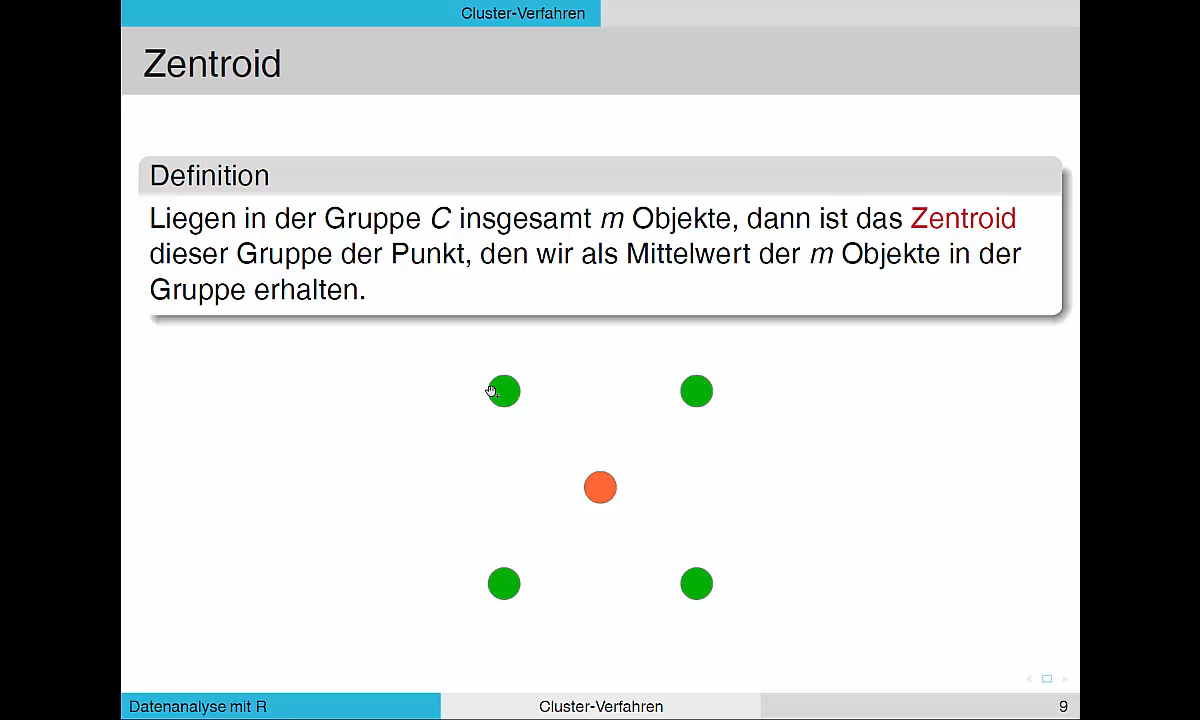 Cluster-Verfahren
Zentroid
Definition
Liegen in der Gruppe C insgesamt m Objekte, dann ist das Zentroid
dieser Gruppe der Punkt, den wir als Mittelwert der m Objekte in der
Gruppe erhalten.
Datenanalyse mit R
Cluster-Verfahren
9